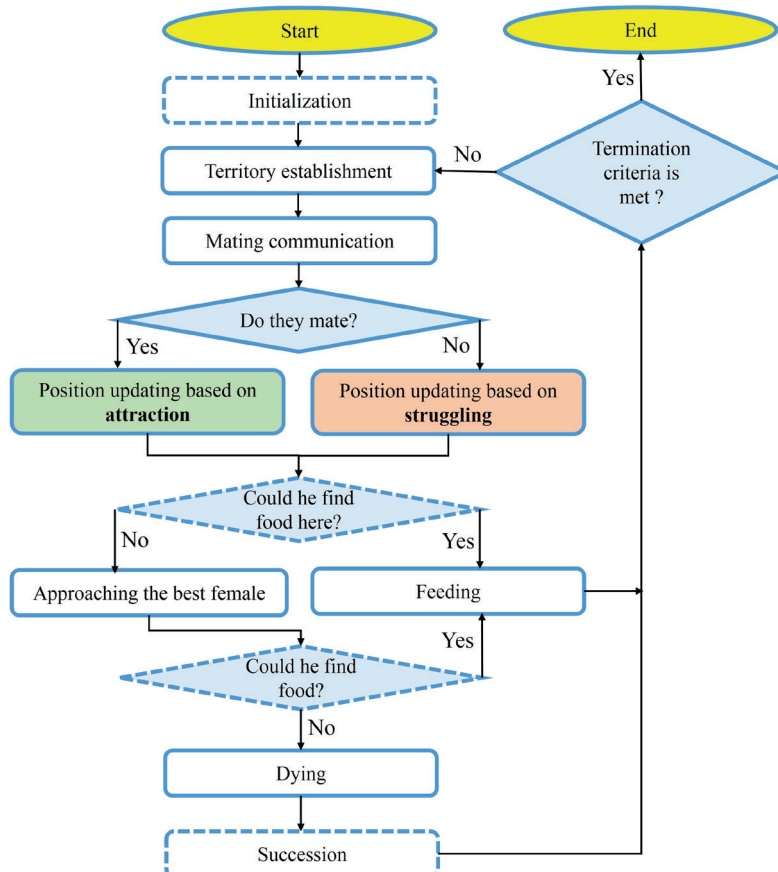 Start
End
Yes
Initialization
Termination
criteria is
met ?
No
Territory establishment
Mating communication
Do they mate?
Yes
No
Position updating based on
attraction
Position updating based on
struggling
Could he find
food here?
No
Yes
Approaching the best female
Feeding
Yes
Could he find
food?
No
Dying
Succession